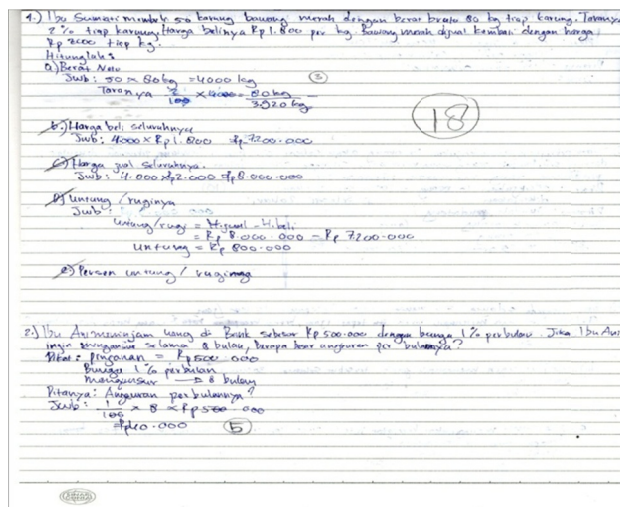 1.) Ibu Sumiati membeli 50 karung bawang merah dengan berat bruto 80 kg tiap karung. Taranya
2% tiap karung. Harga belinya Rp 1.800 per kg. Bawang merah dijual kembali dengan harga
Rp 2000 tiap kg.
Hitunglah :
a.) Berat Neto
Jwb : 50 × 80 kg = 4000 kg
Taranya 2/100 × 4000 = 80 kg
3.920 kg
3
18
b.) Harga beli seluruhnya
Jwb : 4.000 × Rp 1.800 = Rp 7.200.000
c.) Harga jual seluruhnya.
Jwb : 4.000 × Rp 2.000 = Rp 8.000.000
d.) Untung / ruginya
Jwb :
Untung / rugi = H.jual - H.beli
= Rp 8.000.000 - Rp 7.200.000
Untung = Rp 800.000
e.) Persen untung / ruginya
2.) Ibu Ani meminjam uang di Bank sebesar Rp 500.000 dengan bunga 1% perbulan. Jika Ibu Ani
ingin mengangsur selama 8 bulan, berapa besar angsuran per bulannya?
Diket : Pinjaman = Rp 500.000
Bunga 1% perbulan
mengansur → 8 bulan
Ditanya : Angsuran perbulannya?
Jwb : 1/100 × 8 × Rp 500.000
= Rp 40.000
5